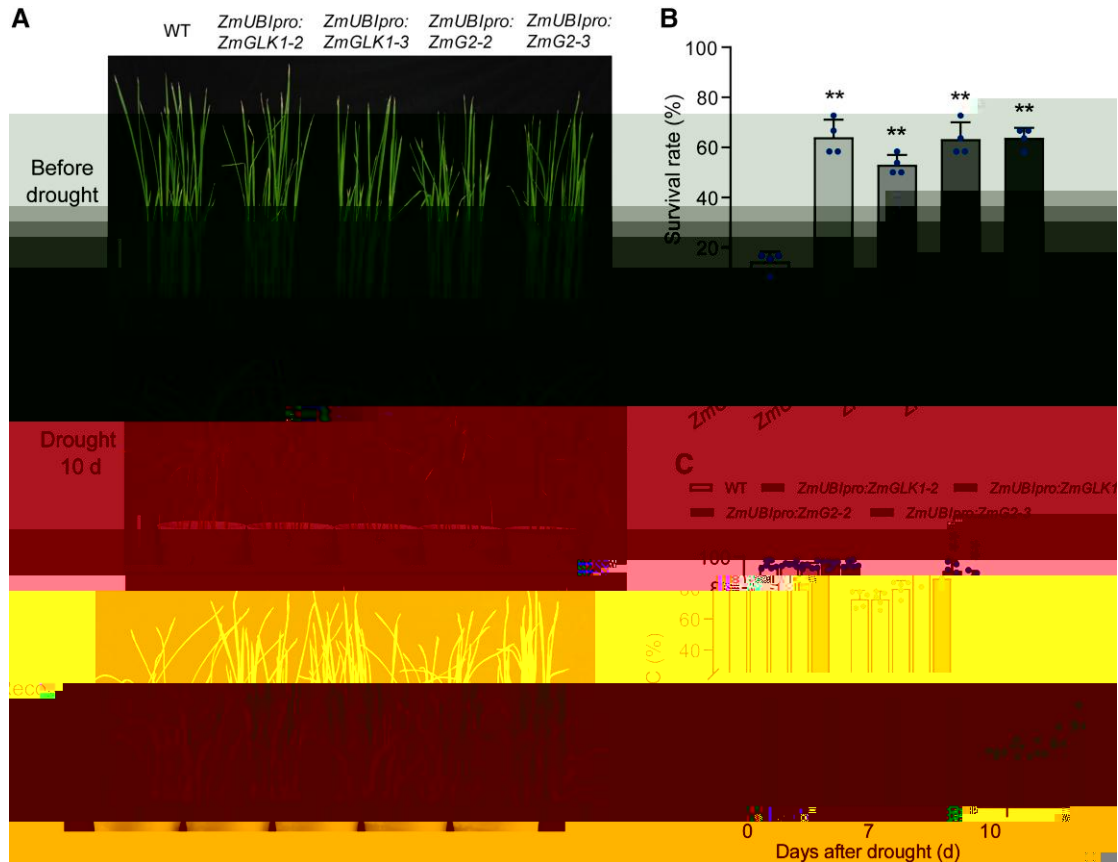 A
WT
ZmUBIpro:
ZmGLK1-2
ZmUBIpro:
ZmGLK1-3
ZmUBIpro:
ZmG2-2
ZmUBIpro:
ZmG2-3
Before
drought
Drought
10 d
B
Survival rate (%)
100
80
60
40
20
**
**
**
**
C
WT
ZmUBIpro:ZmGLK1-2
ZmUBIpro:ZmGLK1
ZmUBIpro:ZmG2-2
ZmUBIpro:ZmG2-3
100
80
60
40
C (%)
0
7
10
Days after drought (d)